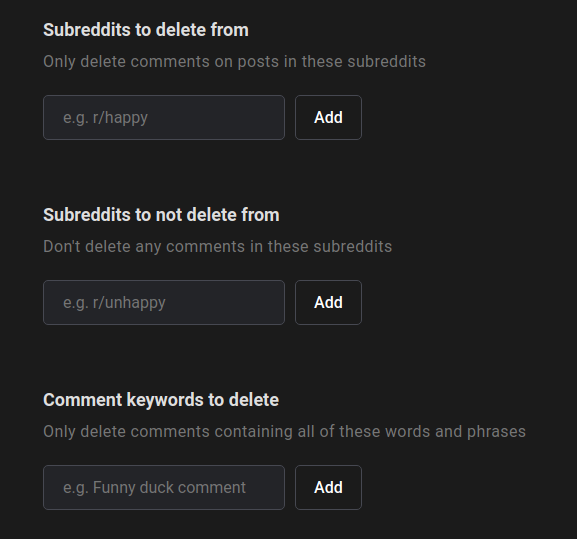 Subreddits to delete from
Only delete comments on posts in these subreddits
e.g. r/happy
Add
Subreddits to not delete from
Don't delete any comments in these subreddits
e.g. r/unhappy
Add
Comment keywords to delete
Only delete comments containing all of these words and phrases
e.g. Funny duck comment
Add